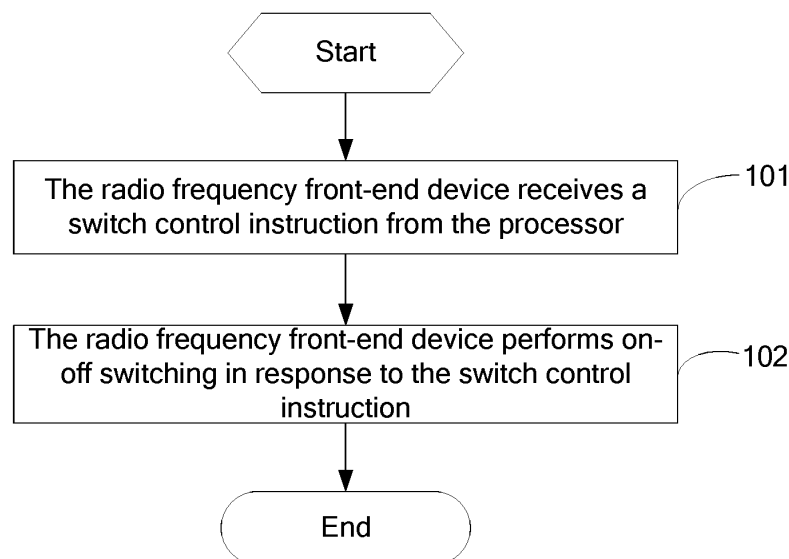 Start
The radio frequency front-end device receives a
switch control instruction from the processor
101
The radio frequency front-end device performs on-
off switching in response to the switch control
instruction
102
End